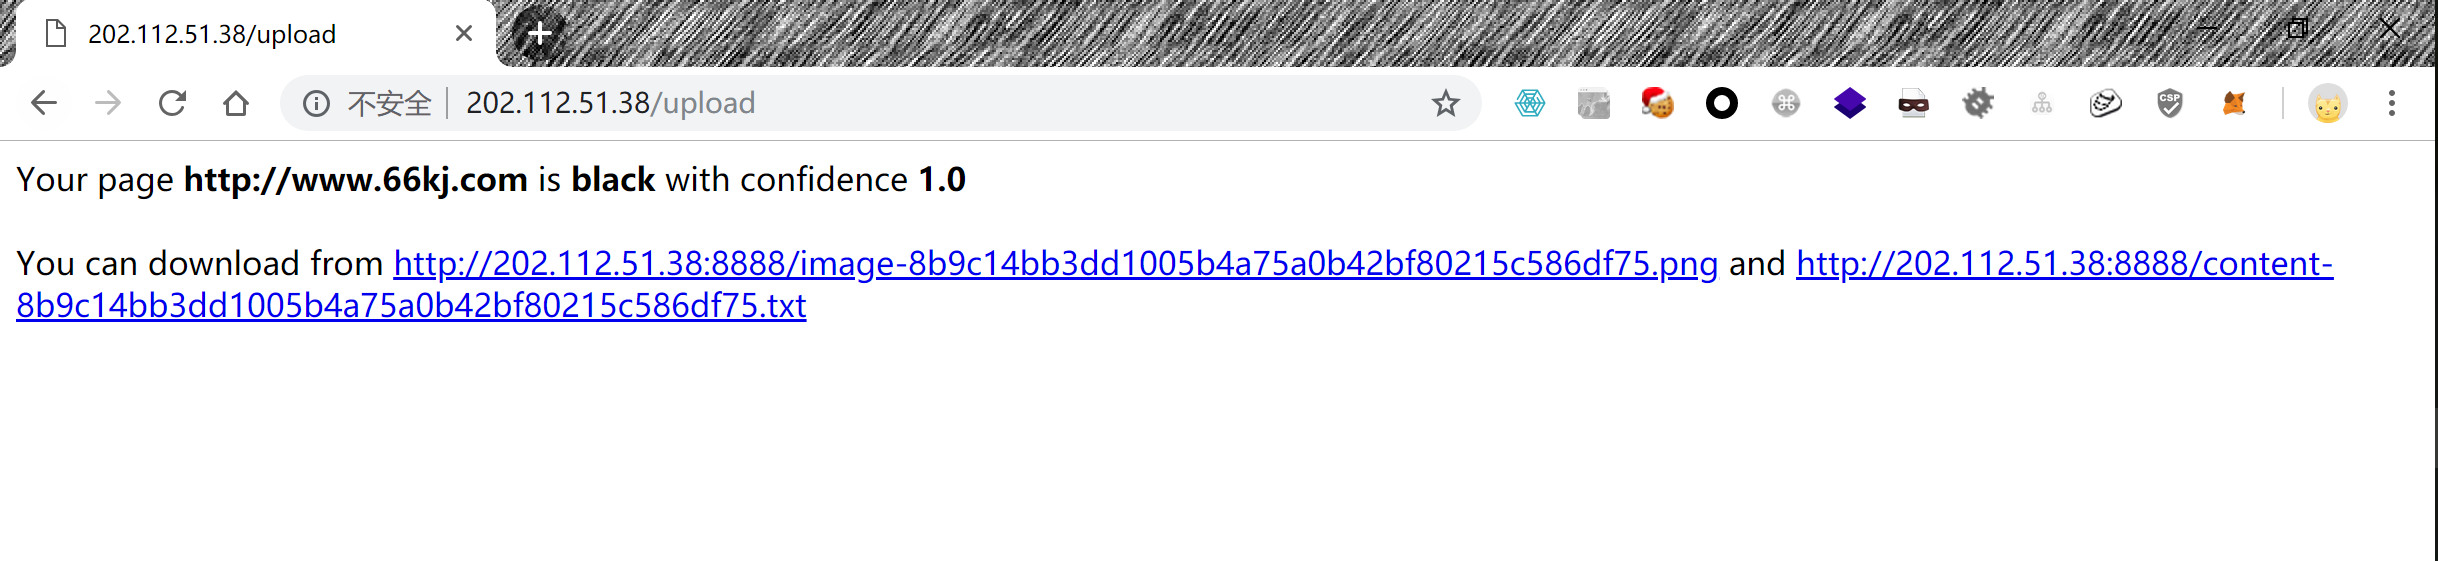 202.112.51.38/upload
不安全 202.112.51.38/upload
CSP
Your page http://www.66kj.com is black with confidence 1.0
You can download from http://202.112.51.38:8888/image-8b9c14bb3dd1005b4a75a0b42bf80215c586df75.png and http://202.112.51.38:8888/content-
8b9c14bb3dd1005b4a75a0b42bf80215c586df75.txt